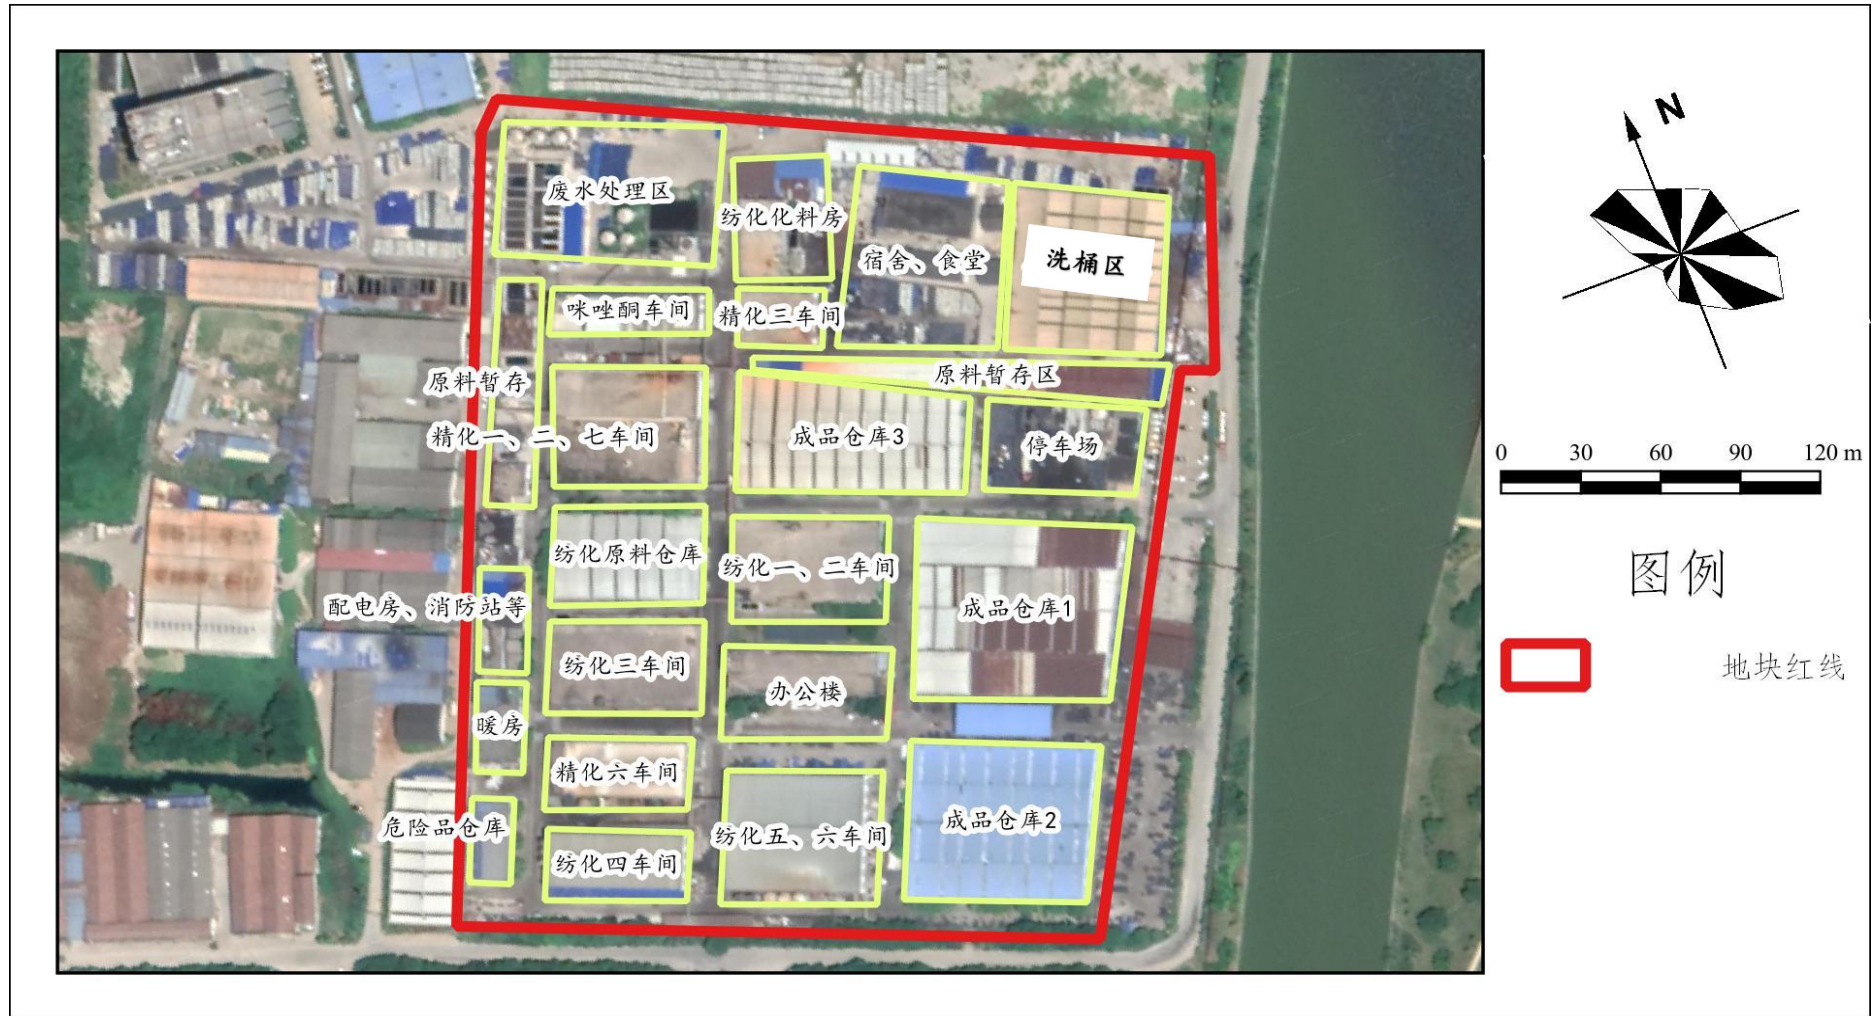 N
废水处理区
纺化化料房
宿舍、食堂
洗桶区
咪唑酮车间
精化三车间
原料暂存
原料暂存区
精化一、二、七车间
成品仓库3
停车场
0 30 60 90 120 m
纺化原料仓库
纺化一、二车间
图例
配电房、消防站等
成品仓库1
纺化三车间
地块红线
办公楼
暖房
精化六车间
成品仓库2
危险品仓库
纺化五、六车间
纺化四车间